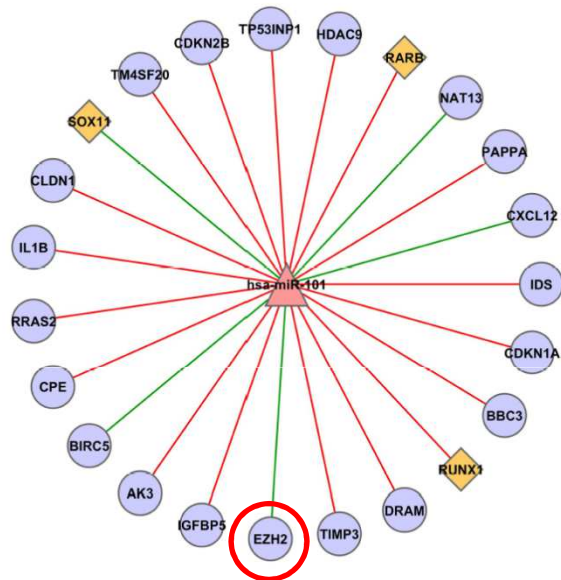 TP53INP1
HDAC9
CDKN2B
RARB
TM4SF20
NAT13
SOX11
PAPPA
CLDN1
CXCL12
IL1B
hsa-miR-101
IDS
RRAS2
CDKN1A
CPE
BBC3
BIRC5
RUNX1
AK3
DRAM
IGFBP5
TIMP3
EZH2